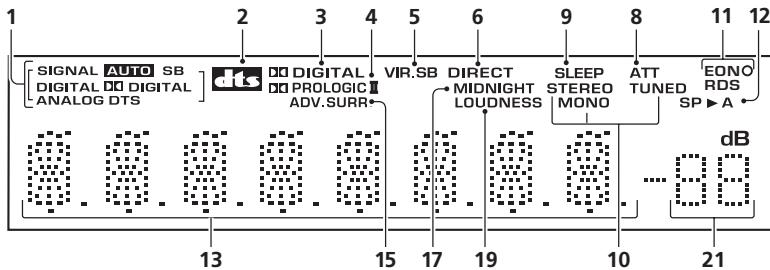 1 2 3 4 5 6 9 8 11 12
SIGNAL AUTO SB
DIGITAL DD DIGITAL
ANALOG DTS
dts
DD DIGITAL
DD PROLOGIC II
ADV.SURR
VIR.SB
DIRECT
MIDNIGHT
LOUDNESS
SLEEP
STEREO
MONO
ATT
TUNED
EON
RDS
SP ► A
dB
13 15 17 19 10 21